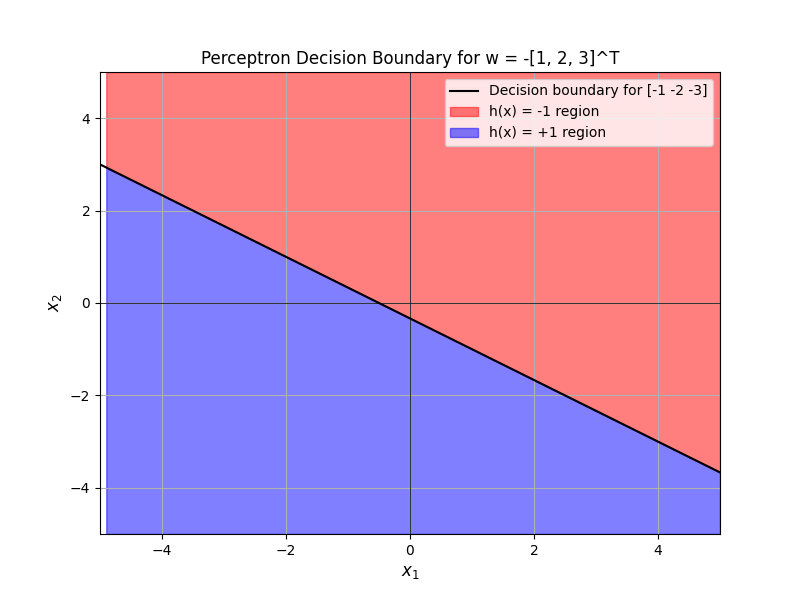 Perceptron Decision Boundary for w = -[1, 2, 3]^T
Decision boundary for [-1 -2 -3]
h(x) = -1 region
h(x) = +1 region
4
2
0
−2
−4
x₂
−4
−2
0
2
4
x₁